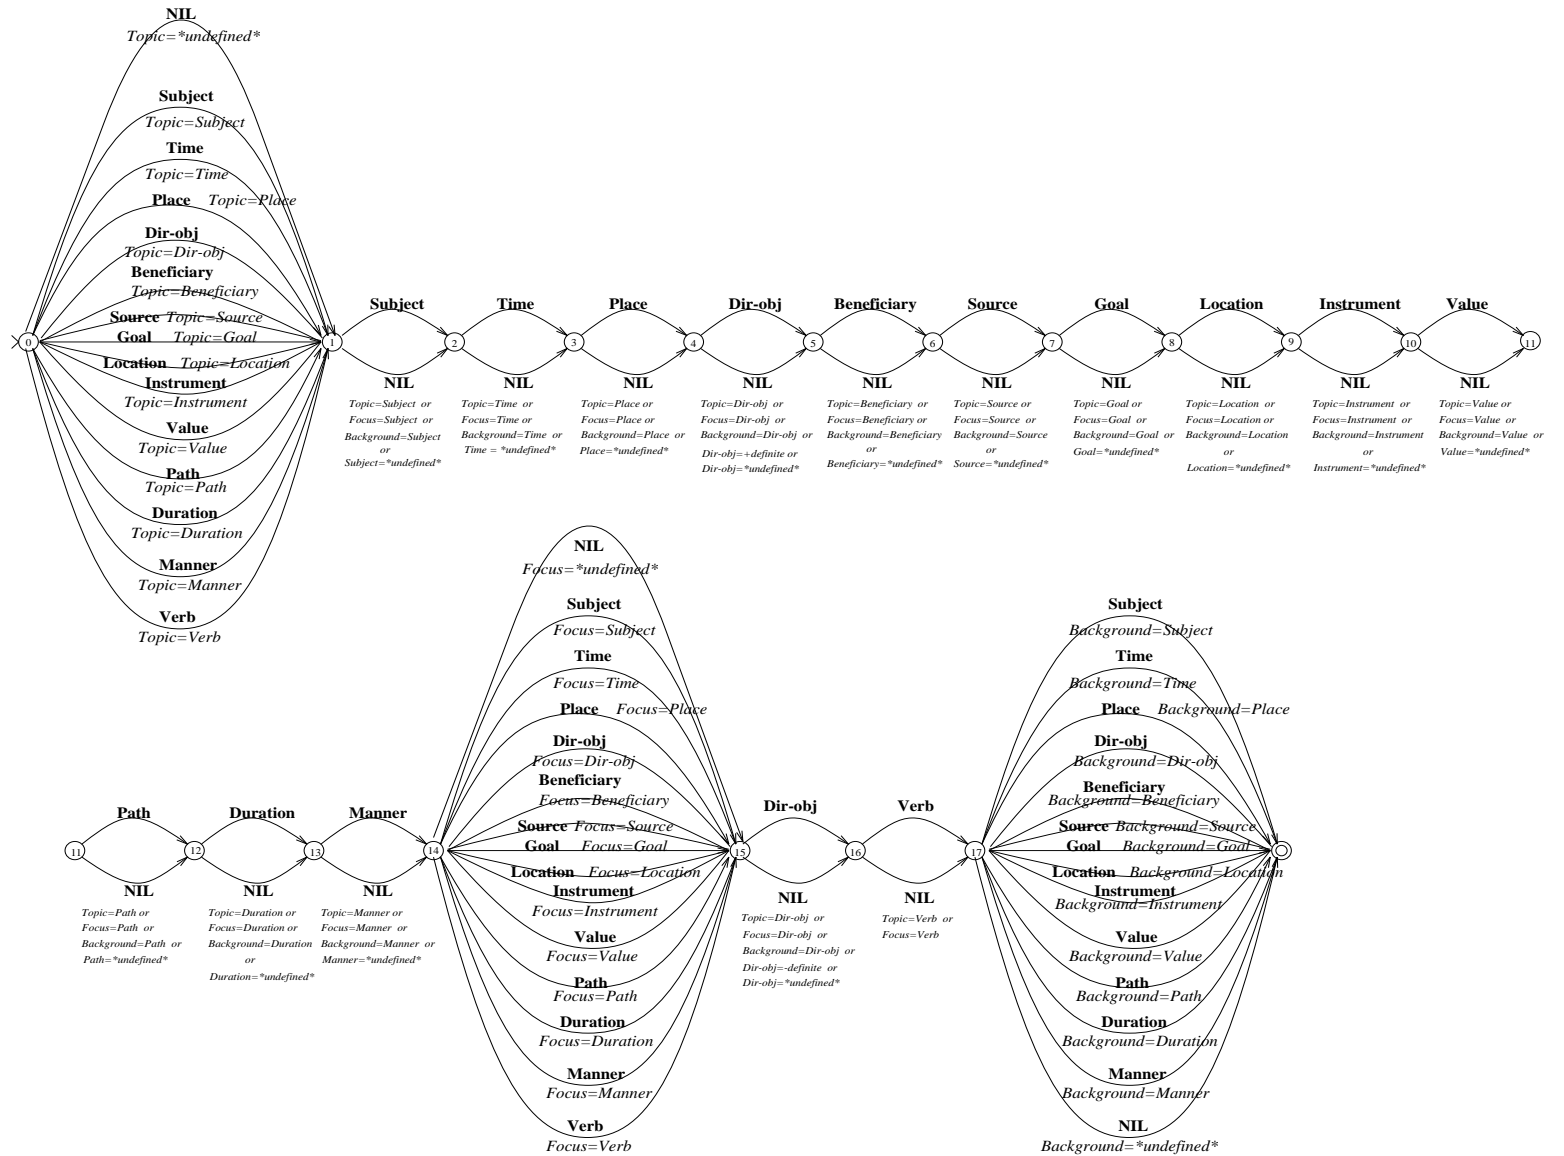 NIL
Topic=*undefined*
Subject
Topic=Subject
Time
Topic=Time
Place Topic=Place
Dir-obj
Topic=Dir-obj
Beneficiary
Topic=Beneficiary
Source Topic=Source
Goal Topic=Goal
Location Topic=Location
Instrument
Topic=Instrument
Value
Topic=Value
Path
Topic=Path
Duration
Topic=Duration
Manner
Topic=Manner
Verb
Topic=Verb
0 1 2 3 4 5 6 7 8 9 10 11
Subject
NIL
Topic=Subject or
Focus=Subject or
Background=Subject
or
Subject=*undefined*
Time
NIL
Topic=Time or
Focus=Time or
Background=Time or
Time = *undefined*
Place
NIL
Topic=Place or
Focus=Place or
Background=Place or
Place=*undefined*
Dir-obj
NIL
Topic=Dir-obj or
Focus=Dir-obj or
Background=Dir-obj or
Dir-obj=+definite or
Dir-obj=*undefined*
Beneficiary
NIL
Topic=Beneficiary or
Focus=Beneficiary or
Background=Beneficiary
or
Beneficiary=*undefined*
Source
NIL
Topic=Source or
Focus=Source or
Background=Source
or
Source=*undefined*
Goal
NIL
Topic=Goal or
Focus=Goal or
Background=Goal or
Goal=*undefined*
Location
NIL
Topic=Location or
Focus=Location or
Background=Location
or
Location=*undefined*
Instrument
NIL
Topic=Instrument or
Focus=Instrument or
Background=Instrument
or
Instrument=*undefined*
Value
NIL
Topic=Value or
Focus=Value or
Background=Value or
Value=*undefined*
11 12 13 14 15 16 17
Path
NIL
Topic=Path or
Focus=Path or
Background=Path or
Path=*undefined*
Duration
NIL
Topic=Duration or
Focus=Duration or
Background=Duration
or
Duration=*undefined*
Manner
NIL
Topic=Manner or
Focus=Manner or
Background=Manner or
Manner=*undefined*
NIL
Focus=*undefined*
Subject
Focus=Subject
Time
Focus=Time
Place Focus=Place
Dir-obj
Focus=Dir-obj
Beneficiary
Focus=Beneficiary
Source Focus=Source
Goal Focus=Goal
Location Focus=Location
Instrument
Focus=Instrument
Value
Focus=Value
Path
Focus=Path
Duration
Focus=Duration
Manner
Focus=Manner
Verb
Focus=Verb
Dir-obj
NIL
Topic=Dir-obj or
Focus=Dir-obj or
Background=Dir-obj or
Dir-obj=-definite or
Dir-obj=*undefined*
Verb
NIL
Topic=Verb or
Focus=Verb
Subject
Background=Subject
Time
Background=Time
Place Background=Place
Dir-obj
Background=Dir-obj
Beneficiary
Background=Beneficiary
Source Background=Source
Goal Background=Goal
Location Background=Location
Instrument
Background=Instrument
Value
Background=Value
Path
Background=Path
Duration
Background=Duration
Manner
Background=Manner
NIL
Background=*undefined*